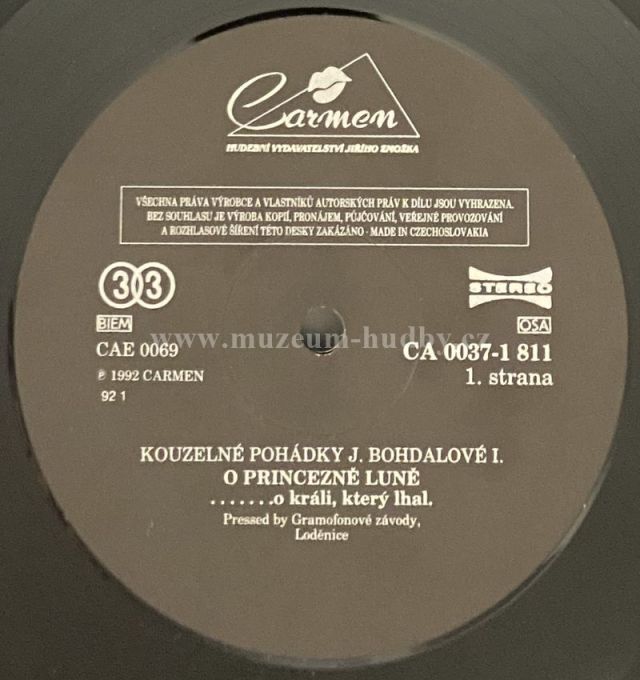 Carmen
HUDEBNÍ VYDAVATELSTVÍ JIŘÍHO ZNOŽKA
VŠECHNA PRÁVA VÝROBCE A VLASTNÍKŮ AUTORSKÝCH PRÁV K DÍLU JSOU VYHRAZENA.
BEZ SOUHLASU JE VÝROBA KOPIÍ, PRONÁJEM, PŮJČOVÁNÍ, VEŘEJNÉ PROVOZOVÁNÍ
A ROZHLASOVÉ ŠÍŘENÍ TÉTO DESKY ZAKÁZÁNO · MADE IN CZECHOSLOVAKIA
33
STEREO
BIEM
www.muzeum-hudby.cz
OSA
CAE 0069
CA 0037-1 811
℗ 1992 CARMEN
1. strana
92 1
KOUZELNÉ POHÁDKY J. BOHDALOVÉ I.
O PRINCEZNĚ LUNĚ
.......o králi, který lhal.
Pressed by Gramofonové závody,
Loděnice